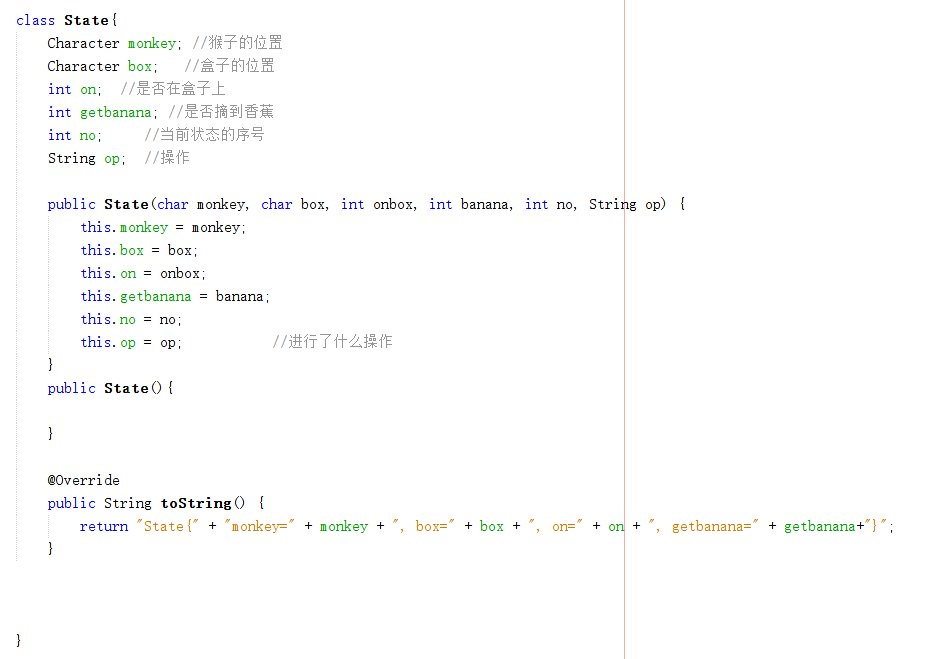 class State{
    Character monkey; //猴子的位置
    Character box;   //盒子的位置
    int on;  //是否在盒子上
    int getbanana; //是否摘到香蕉
    int no;     //当前状态的序号
    String op;  //操作

    public State(char monkey, char box, int onbox, int banana, int no, String op) {
        this.monkey = monkey;
        this.box = box;
        this.on = onbox;
        this.getbanana = banana;
        this.no = no;
        this.op = op;           //进行了什么操作
    }
    public State(){

    }

    @Override
    public String toString() {
        return "State{" + "monkey=" + monkey + ", box=" + box + ", on=" + on + ", getbanana=" + getbanana+"}";
    }

}